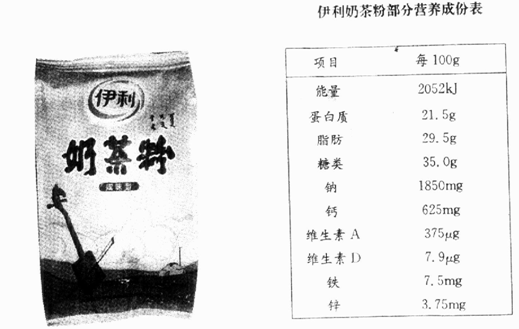 伊利奶茶粉部分营养成份表
伊利
奶茶粉
咸味型
项目 每100g
能量 2052kJ
蛋白质 21.5g
脂肪 29.5g
糖类 35.0g
钠 1850mg
钙 625mg
维生素A 375μg
维生素D 7.9μg
铁 7.5mg
锌 3.75mg